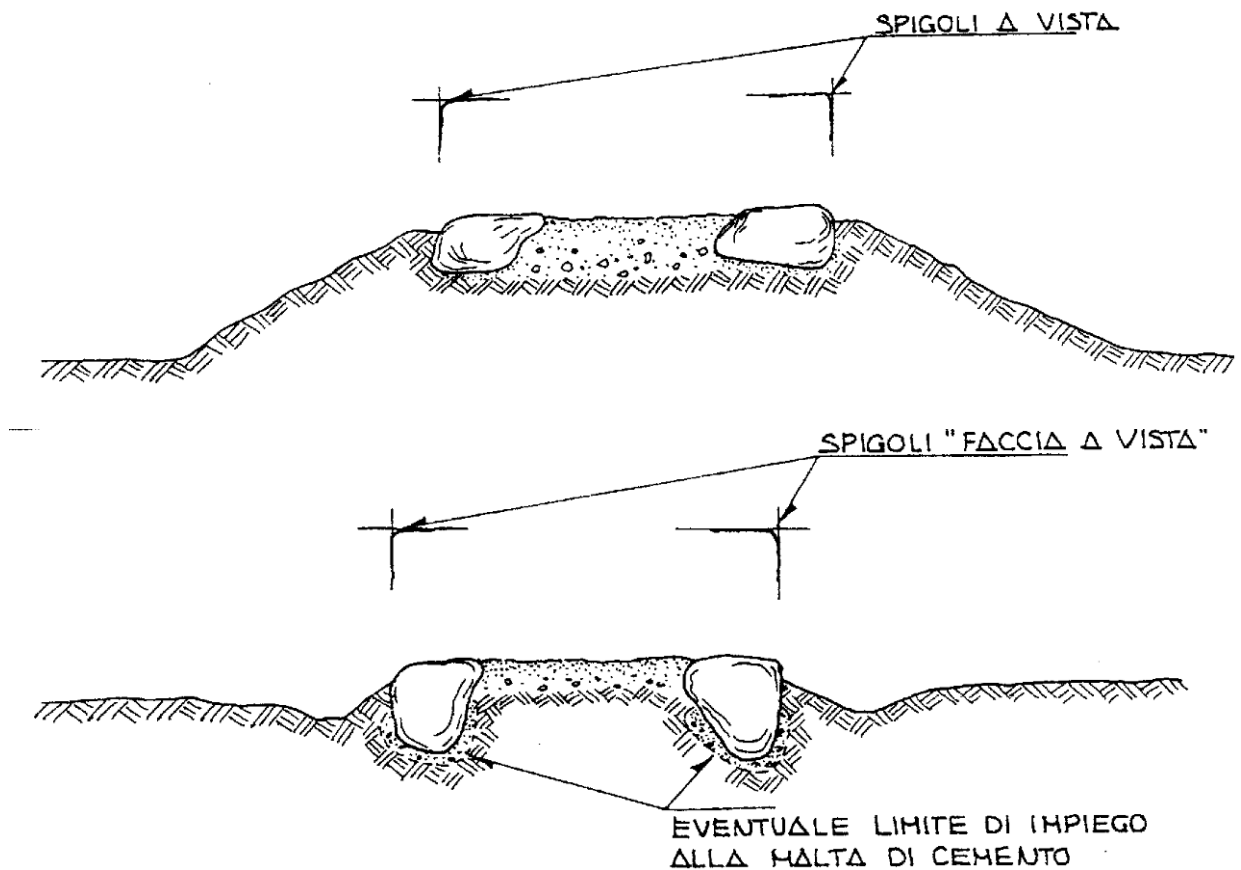 SPIGOLI A VISTA
SPIGOLI "FACCIA A VISTA"
EVENTUALE LIMITE DI IMPIEGO
ALLA MALTA DI CEMENTO